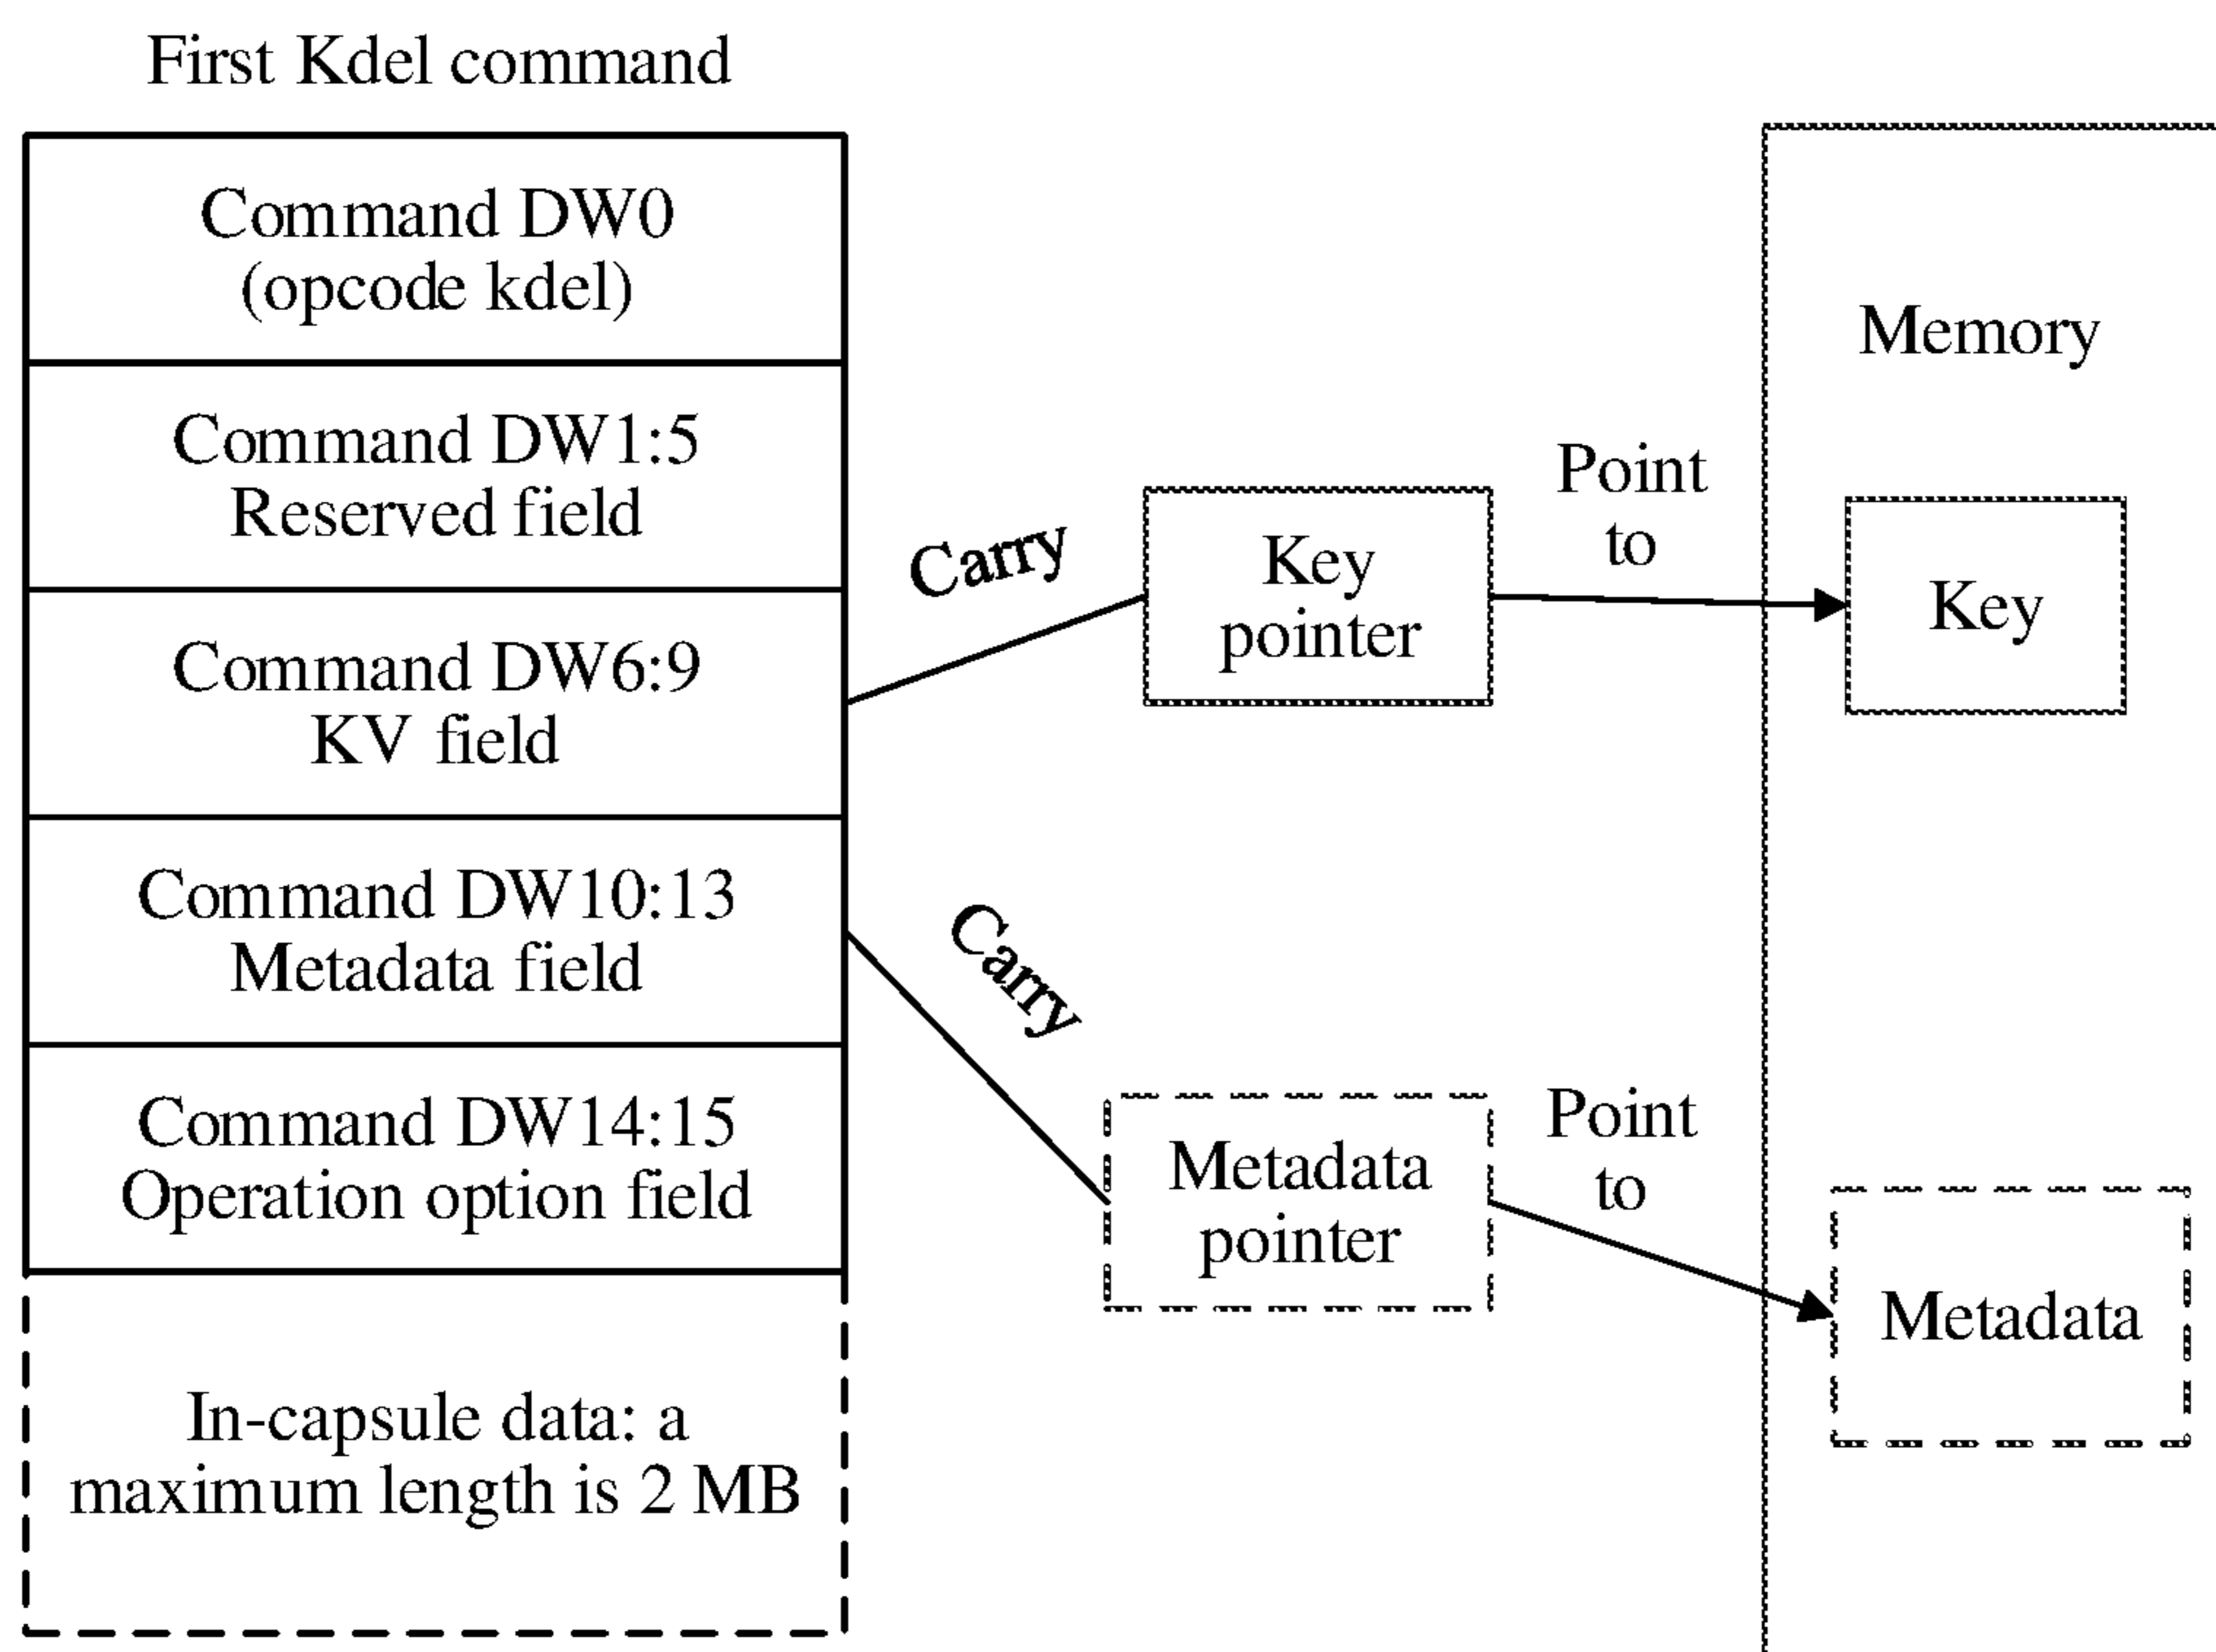 First Kdel command
Command DW0
(opcode kdel)
Command DW1:5
Reserved field
Command DW6:9
KV field
Command DW10:13
Metadata field
Command DW14:15
Operation option field
In-capsule data: a
maximum length is 2 MB
Carry
Key
pointer
Point
to
Memory
Key
Carry
Metadata
pointer
Point
to
Metadata